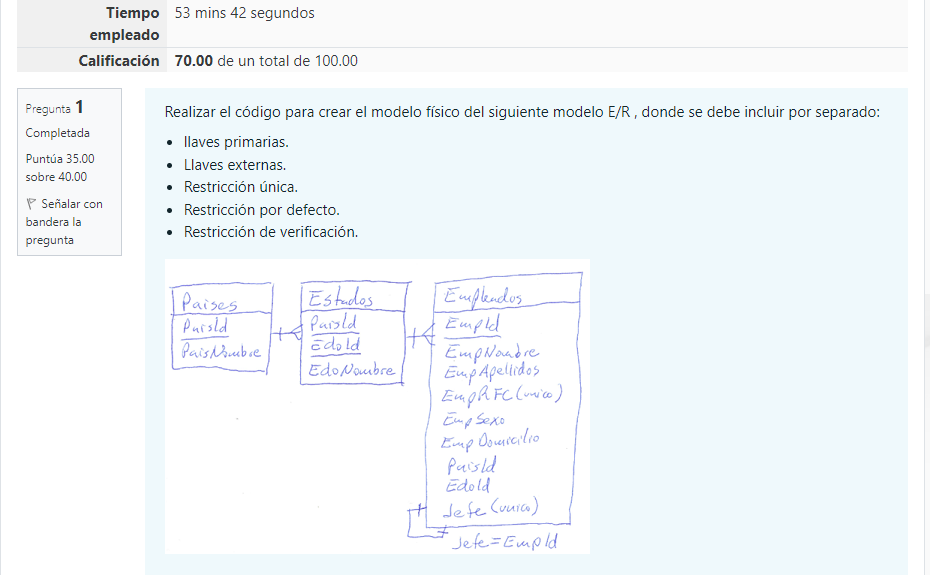 Tiempo empleado 53 mins 42 segundos
Calificación 70.00 de un total de 100.00
Pregunta 1
Completada
Puntúa 35.00
sobre 40.00
Señalar con
bandera la
pregunta
Realizar el código para crear el modelo físico del siguiente modelo E/R , donde se debe incluir por separado:
llaves primarias.
Llaves externas.
Restricción única.
Restricción por defecto.
Restricción de verificación.
Paises
PaisId
PaisNombre
Estados
PaisId
EdoId
EdoNombre
Empleados
EmpId
EmpNombre
EmpApellidos
EmpRFC (unico)
EmpSexo
EmpDomicilio
PaisId
EdoId
Jefe (unico)
Jefe = EmpId